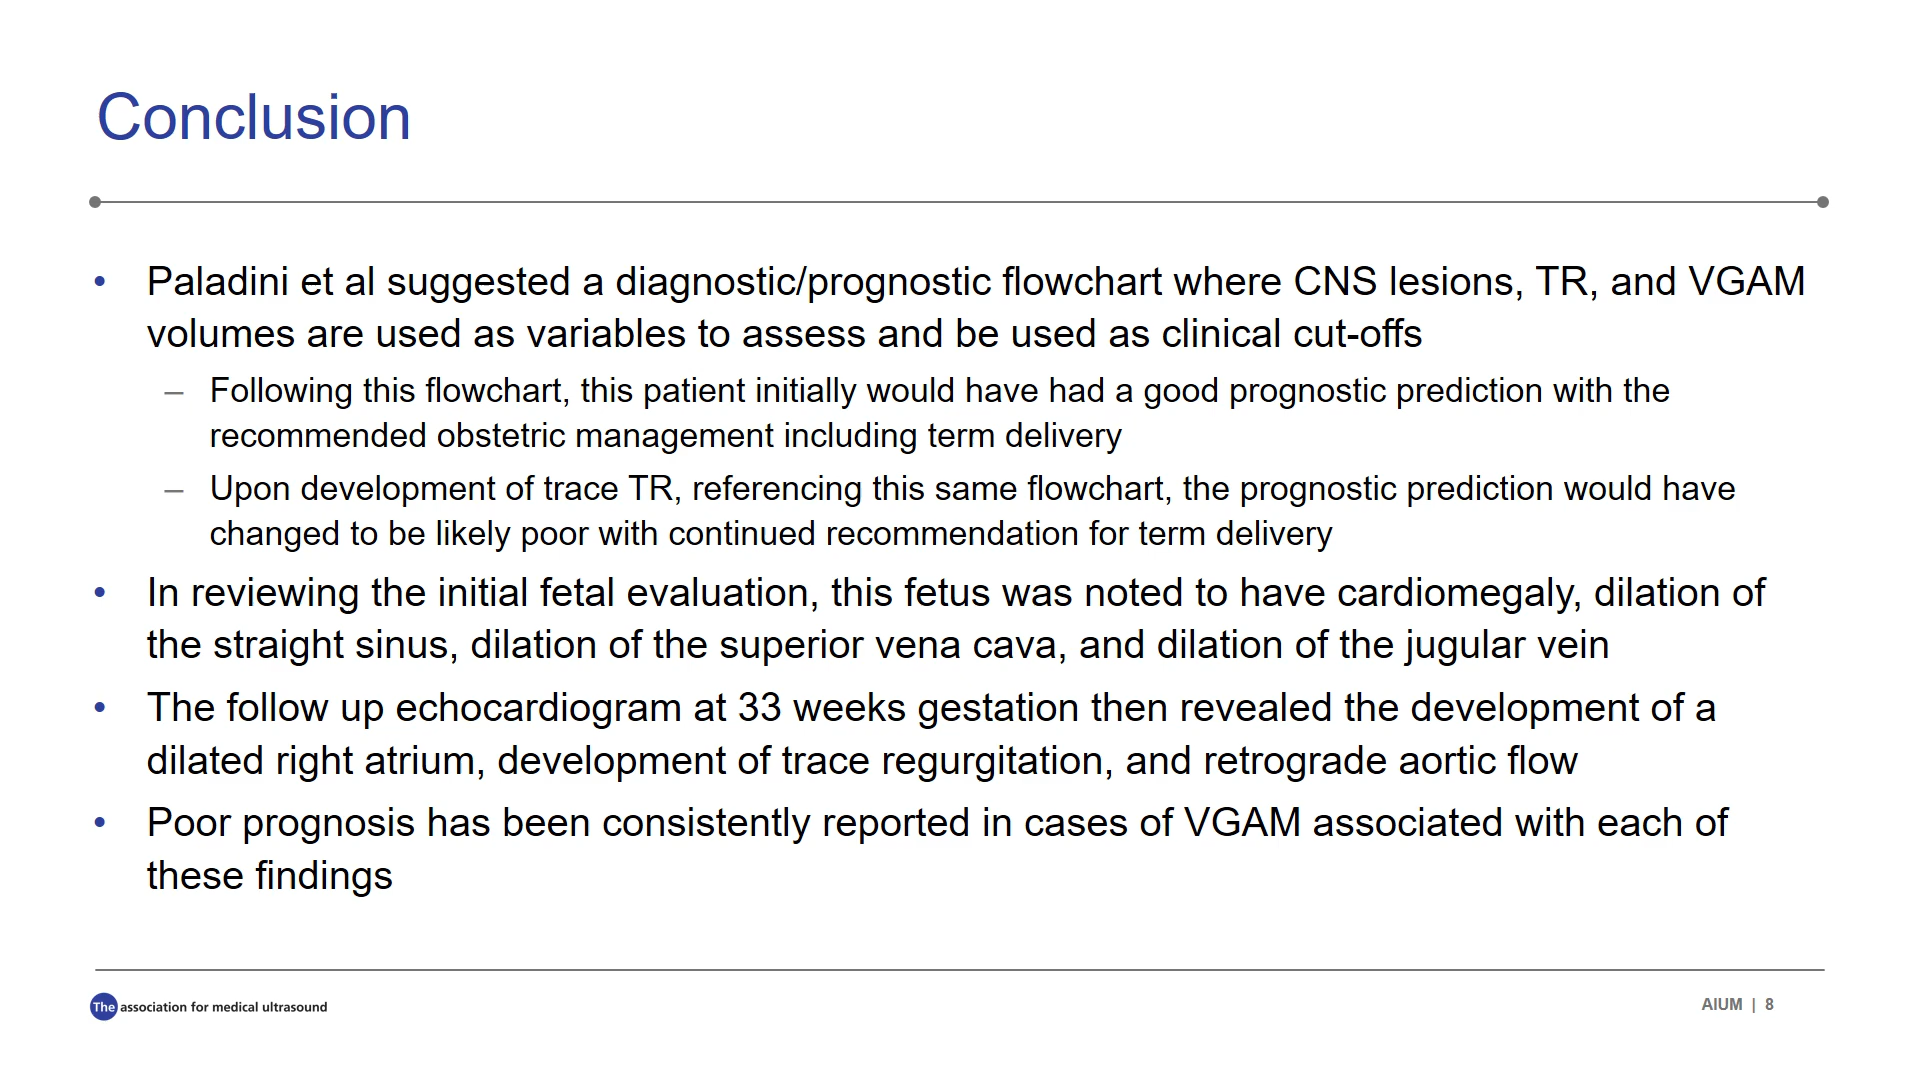 Conclusion
• Paladini et al suggested a diagnostic/prognostic flowchart where CNS lesions, TR, and VGAM
volumes are used as variables to assess and be used as clinical cut-offs
– Following this flowchart, this patient initially would have had a good prognostic prediction with the
recommended obstetric management including term delivery
– Upon development of trace TR, referencing this same flowchart, the prognostic prediction would have
changed to be likely poor with continued recommendation for term delivery
• In reviewing the initial fetal evaluation, this fetus was noted to have cardiomegaly, dilation of
the straight sinus, dilation of the superior vena cava, and dilation of the jugular vein
• The follow up echocardiogram at 33 weeks gestation then revealed the development of a
dilated right atrium, development of trace regurgitation, and retrograde aortic flow
• Poor prognosis has been consistently reported in cases of VGAM associated with each of
these findings
The association for medical ultrasound
AIUM | 8